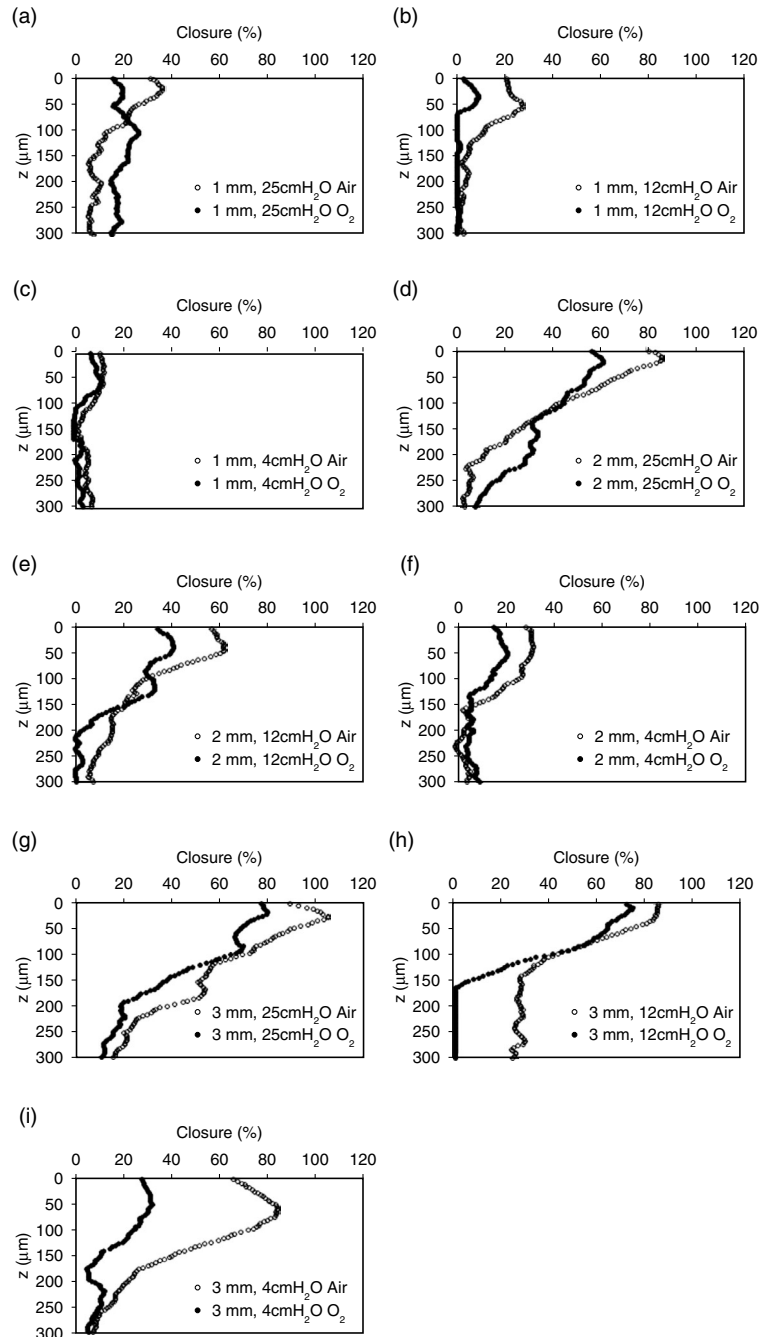 (a)
Closure (%)
0 20 40 60 80 100 120
0
50
100
150
200
250
300
z (μm)
1 mm, 25cmH₂O Air
1 mm, 25cmH₂O O₂
(b)
Closure (%)
0 20 40 60 80 100 120
0
50
100
150
200
250
300
z (μm)
1 mm, 12cmH₂O Air
1 mm, 12cmH₂O O₂
(c)
Closure (%)
0 20 40 60 80 100 120
0
50
100
150
200
250
300
z (μm)
1 mm, 4cmH₂O Air
1 mm, 4cmH₂O O₂
(d)
Closure (%)
0 20 40 60 80 100 120
0
50
100
150
200
250
300
z (μm)
2 mm, 25cmH₂O Air
2 mm, 25cmH₂O O₂
(e)
Closure (%)
0 20 40 60 80 100 120
0
50
100
150
200
250
300
z (μm)
2 mm, 12cmH₂O Air
2 mm, 12cmH₂O O₂
(f)
Closure (%)
0 20 40 60 80 100 120
0
50
100
150
200
250
300
z (μm)
2 mm, 4cmH₂O Air
2 mm, 4cmH₂O O₂
(g)
Closure (%)
0 20 40 60 80 100 120
0
50
100
150
200
250
300
z (μm)
3 mm, 25cmH₂O Air
3 mm, 25cmH₂O O₂
(h)
Closure (%)
0 20 40 60 80 100 120
0
50
100
150
200
250
300
z (μm)
3 mm, 12cmH₂O Air
3 mm, 12cmH₂O O₂
(i)
Closure (%)
0 20 40 60 80 100 120
0
50
100
150
200
250
300
z (μm)
3 mm, 4cmH₂O Air
3 mm, 4cmH₂O O₂